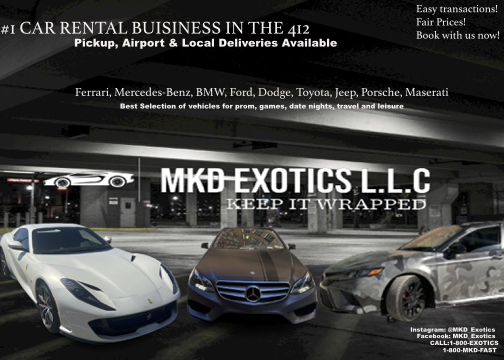 #1 CAR RENTAL BUISINESS IN THE 412
Pickup, Airport & Local Deliveries Available
Easy transactions!
Fair Prices!
Book with us now!
Ferrari, Mercedes-Benz, BMW, Ford, Dodge, Toyota, Jeep, Porsche, Maserati
Best Selection of vehicles for prom, games, date nights, travel and leisure
MKD EXOTICS L.L.C
KEEP IT WRAPPED
Instagram: @MKD_Exotics
Facebook: MKD_Exotics
CALL:1-800-EXOTICS
1-800-MKD-FAST